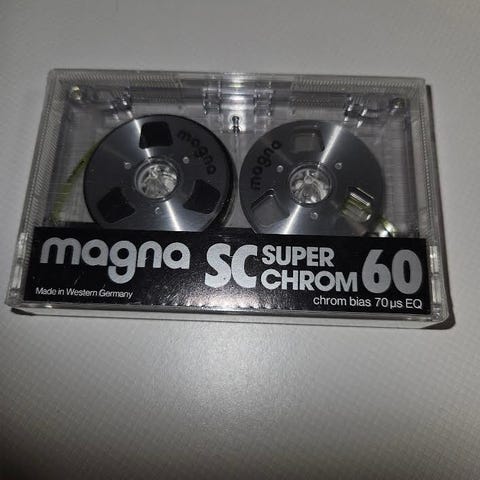 magna
magna
magna SC SUPER CHROM 60
Made in Western Germany
chrom bias 70 µs EQ